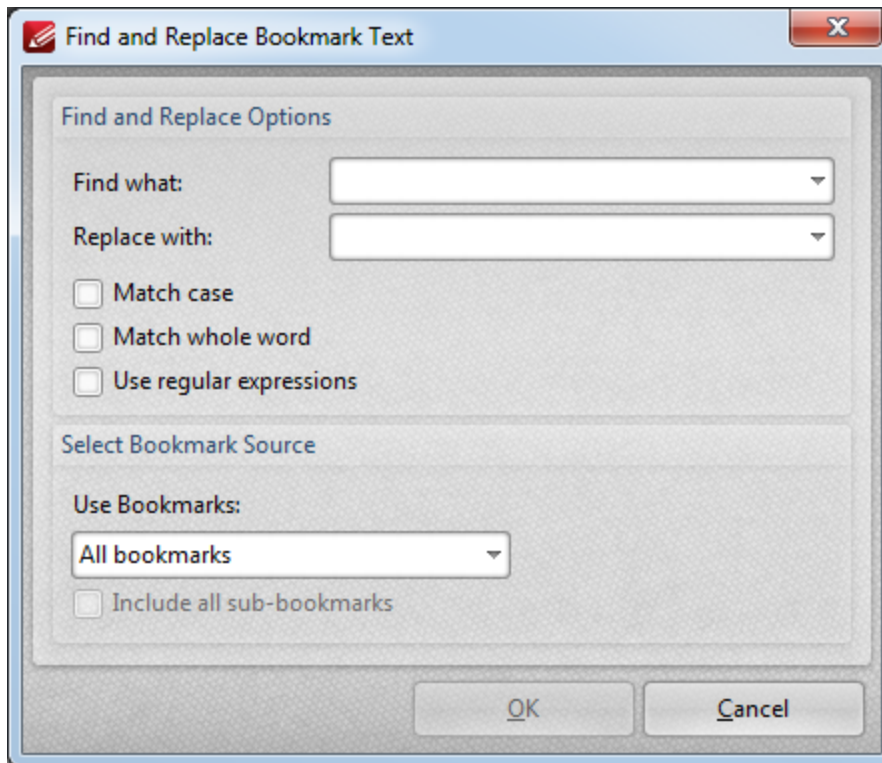 Find and Replace Bookmark Text
Find and Replace Options
Find what:
Replace with:
Match case
Match whole word
Use regular expressions
Select Bookmark Source
Use Bookmarks:
All bookmarks
Include all sub-bookmarks
OK Cancel